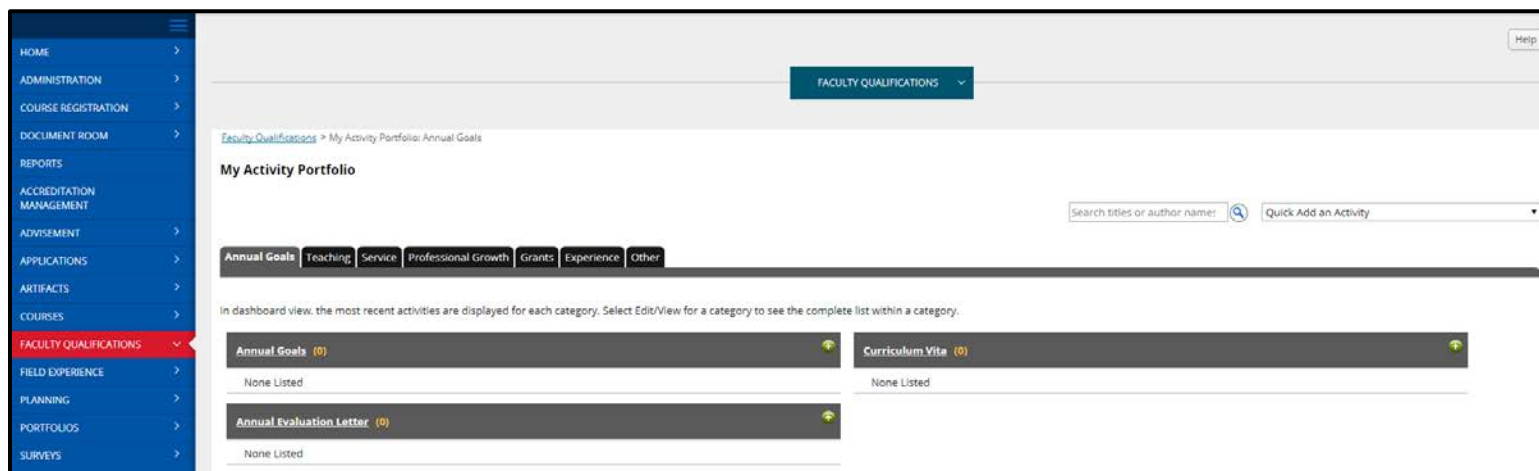 HOME
ADMINISTRATION
COURSE REGISTRATION
DOCUMENT ROOM
REPORTS
ACCREDITATION
MANAGEMENT
ADVISEMENT
APPLICATIONS
ARTIFACTS
COURSES
FACULTY QUALIFICATIONS
FIELD EXPERIENCE
PLANNING
PORTFOLIOS
SURVEYS
Help
FACULTY QUALIFICATIONS
Faculty Qualifications > My Activity Portfolio: Annual Goals
My Activity Portfolio
Search titles or author names Quick Add an Activity
Annual Goals Teaching Service Professional Growth Grants Experience Other
In dashboard view, the most recent activities are displayed for each category. Select Edit/View for a category to see the complete list within a category.
Annual Goals (0)
None Listed
Curriculum Vita (0)
None Listed
Annual Evaluation Letter (0)
None Listed